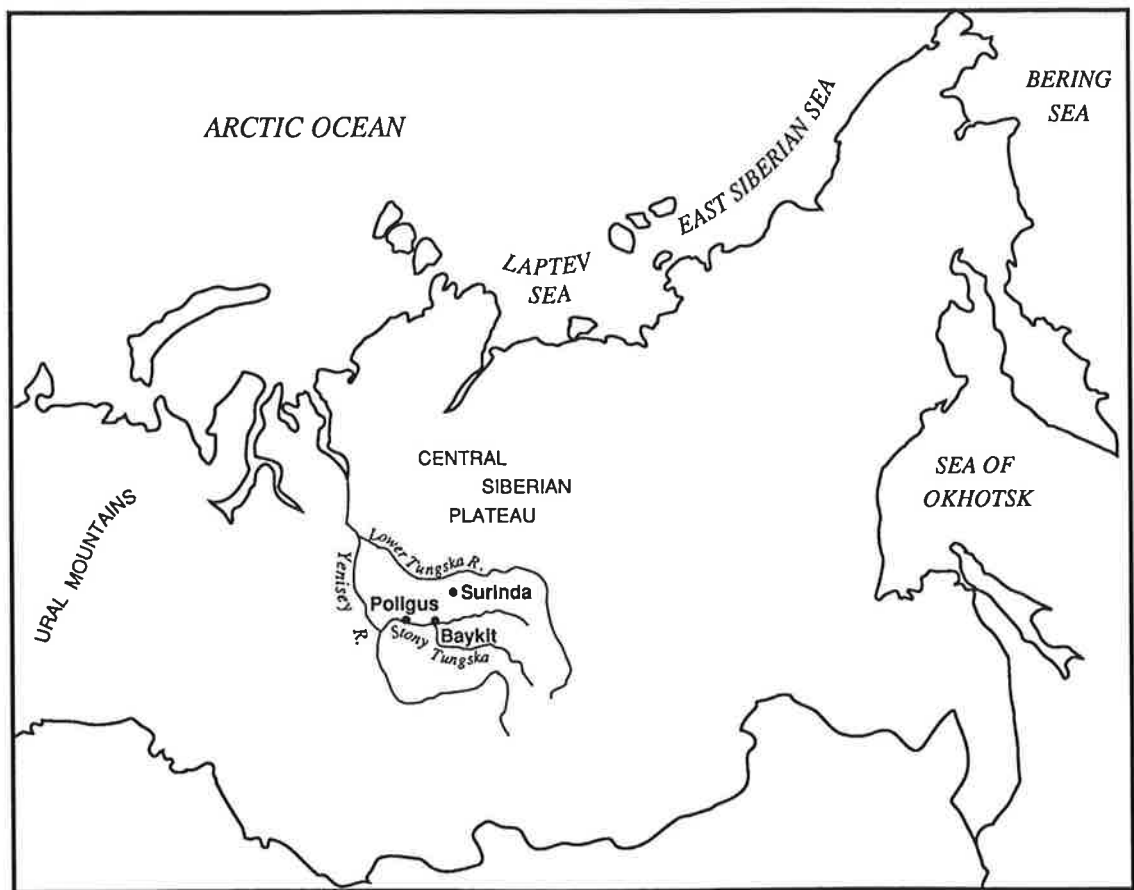 ARCTIC OCEAN
BERING
SEA
EAST SIBERIAN SEA
LAPTEV
SEA
CENTRAL
SIBERIAN
PLATEAU
SEA OF
OKHOTSK
URAL MOUNTAINS
Lower Tungska R.
Yenisey R.
Surinda
Poligus
Baykit
Stony Tungska